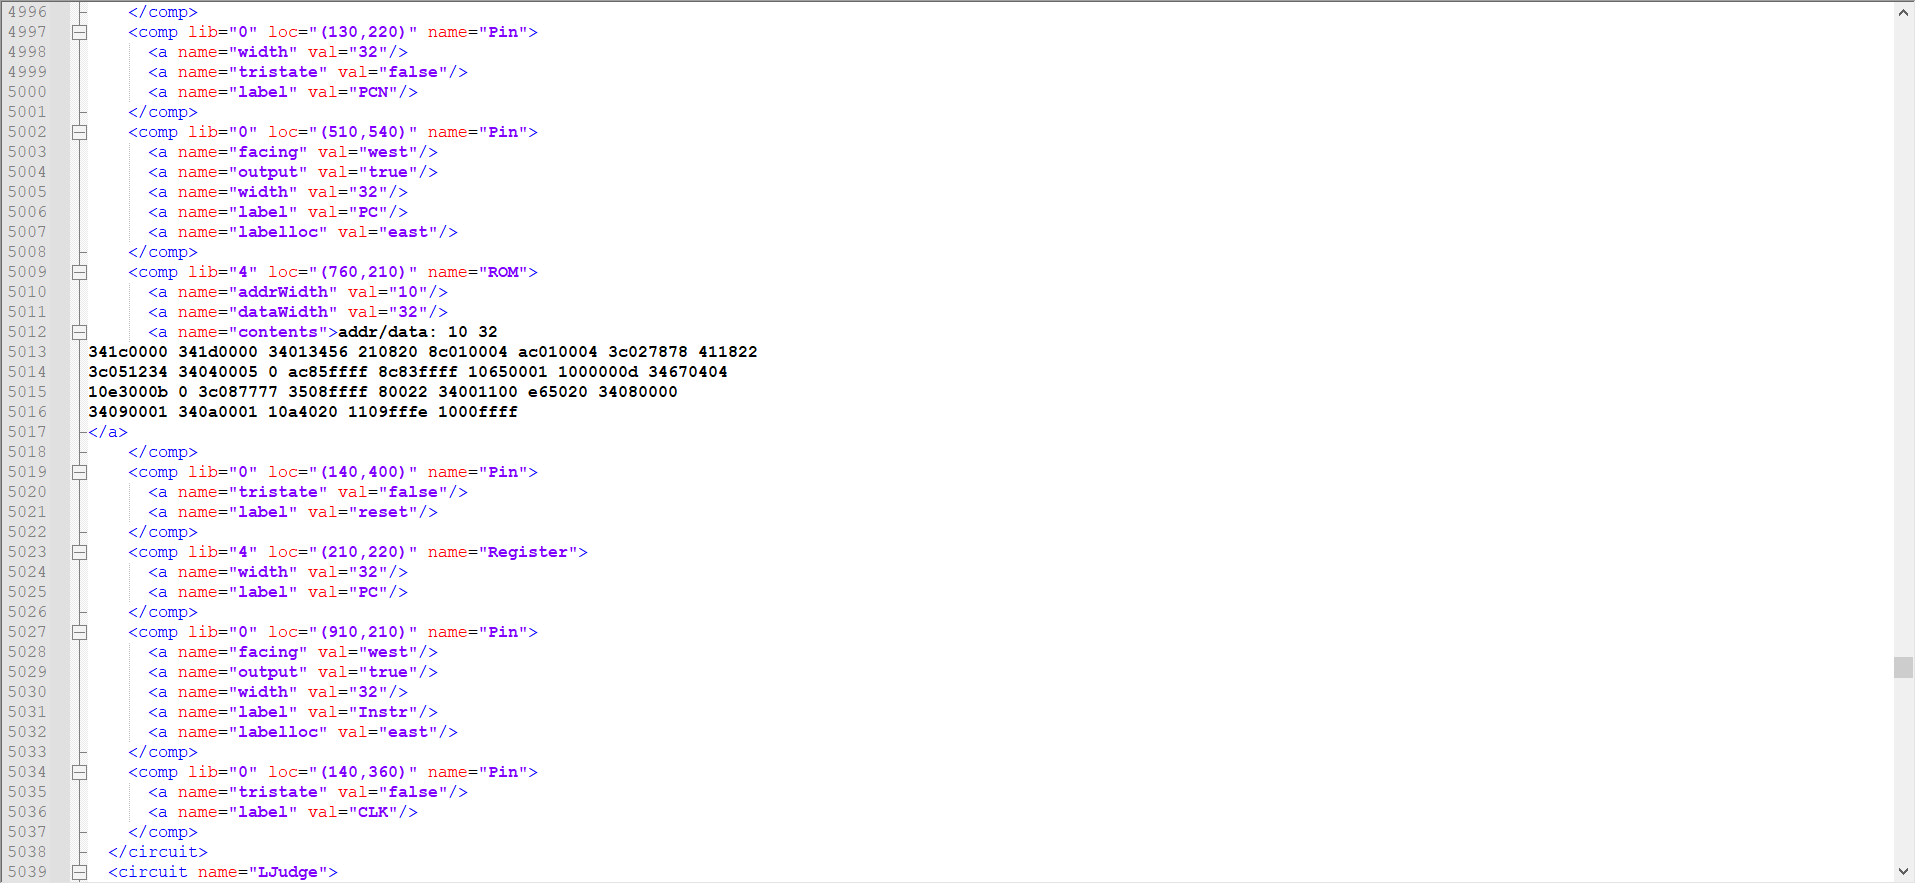 4996 </comp>
4997 <comp lib="0" loc="(130,220)" name="Pin">
4998 <a name="width" val="32"/>
4999 <a name="tristate" val="false"/>
5000 <a name="label" val="PCN"/>
5001 </comp>
5002 <comp lib="0" loc="(510,540)" name="Pin">
5003 <a name="facing" val="west"/>
5004 <a name="output" val="true"/>
5005 <a name="width" val="32"/>
5006 <a name="label" val="PC"/>
5007 <a name="labelloc" val="east"/>
5008 </comp>
5009 <comp lib="4" loc="(760,210)" name="ROM">
5010 <a name="addrWidth" val="10"/>
5011 <a name="dataWidth" val="32"/>
5012 <a name="contents">addr/data: 10 32
5013 341c0000 341d0000 34013456 210820 8c010004 ac010004 3c027878 411822
5014 3c051234 34040005 0 ac85ffff 8c83ffff 10650001 1000000d 34670404
5015 10e3000b 0 3c087777 3508ffff 80022 34001100 e65020 34080000
5016 34090001 340a0001 10a4020 1109fffe 1000ffff
5017 </a>
5018 </comp>
5019 <comp lib="0" loc="(140,400)" name="Pin">
5020 <a name="tristate" val="false"/>
5021 <a name="label" val="reset"/>
5022 </comp>
5023 <comp lib="4" loc="(210,220)" name="Register">
5024 <a name="width" val="32"/>
5025 <a name="label" val="PC"/>
5026 </comp>
5027 <comp lib="0" loc="(910,210)" name="Pin">
5028 <a name="facing" val="west"/>
5029 <a name="output" val="true"/>
5030 <a name="width" val="32"/>
5031 <a name="label" val="Instr"/>
5032 <a name="labelloc" val="east"/>
5033 </comp>
5034 <comp lib="0" loc="(140,360)" name="Pin">
5035 <a name="tristate" val="false"/>
5036 <a name="label" val="CLK"/>
5037 </comp>
5038 </circuit>
5039 <circuit name="LJudge">